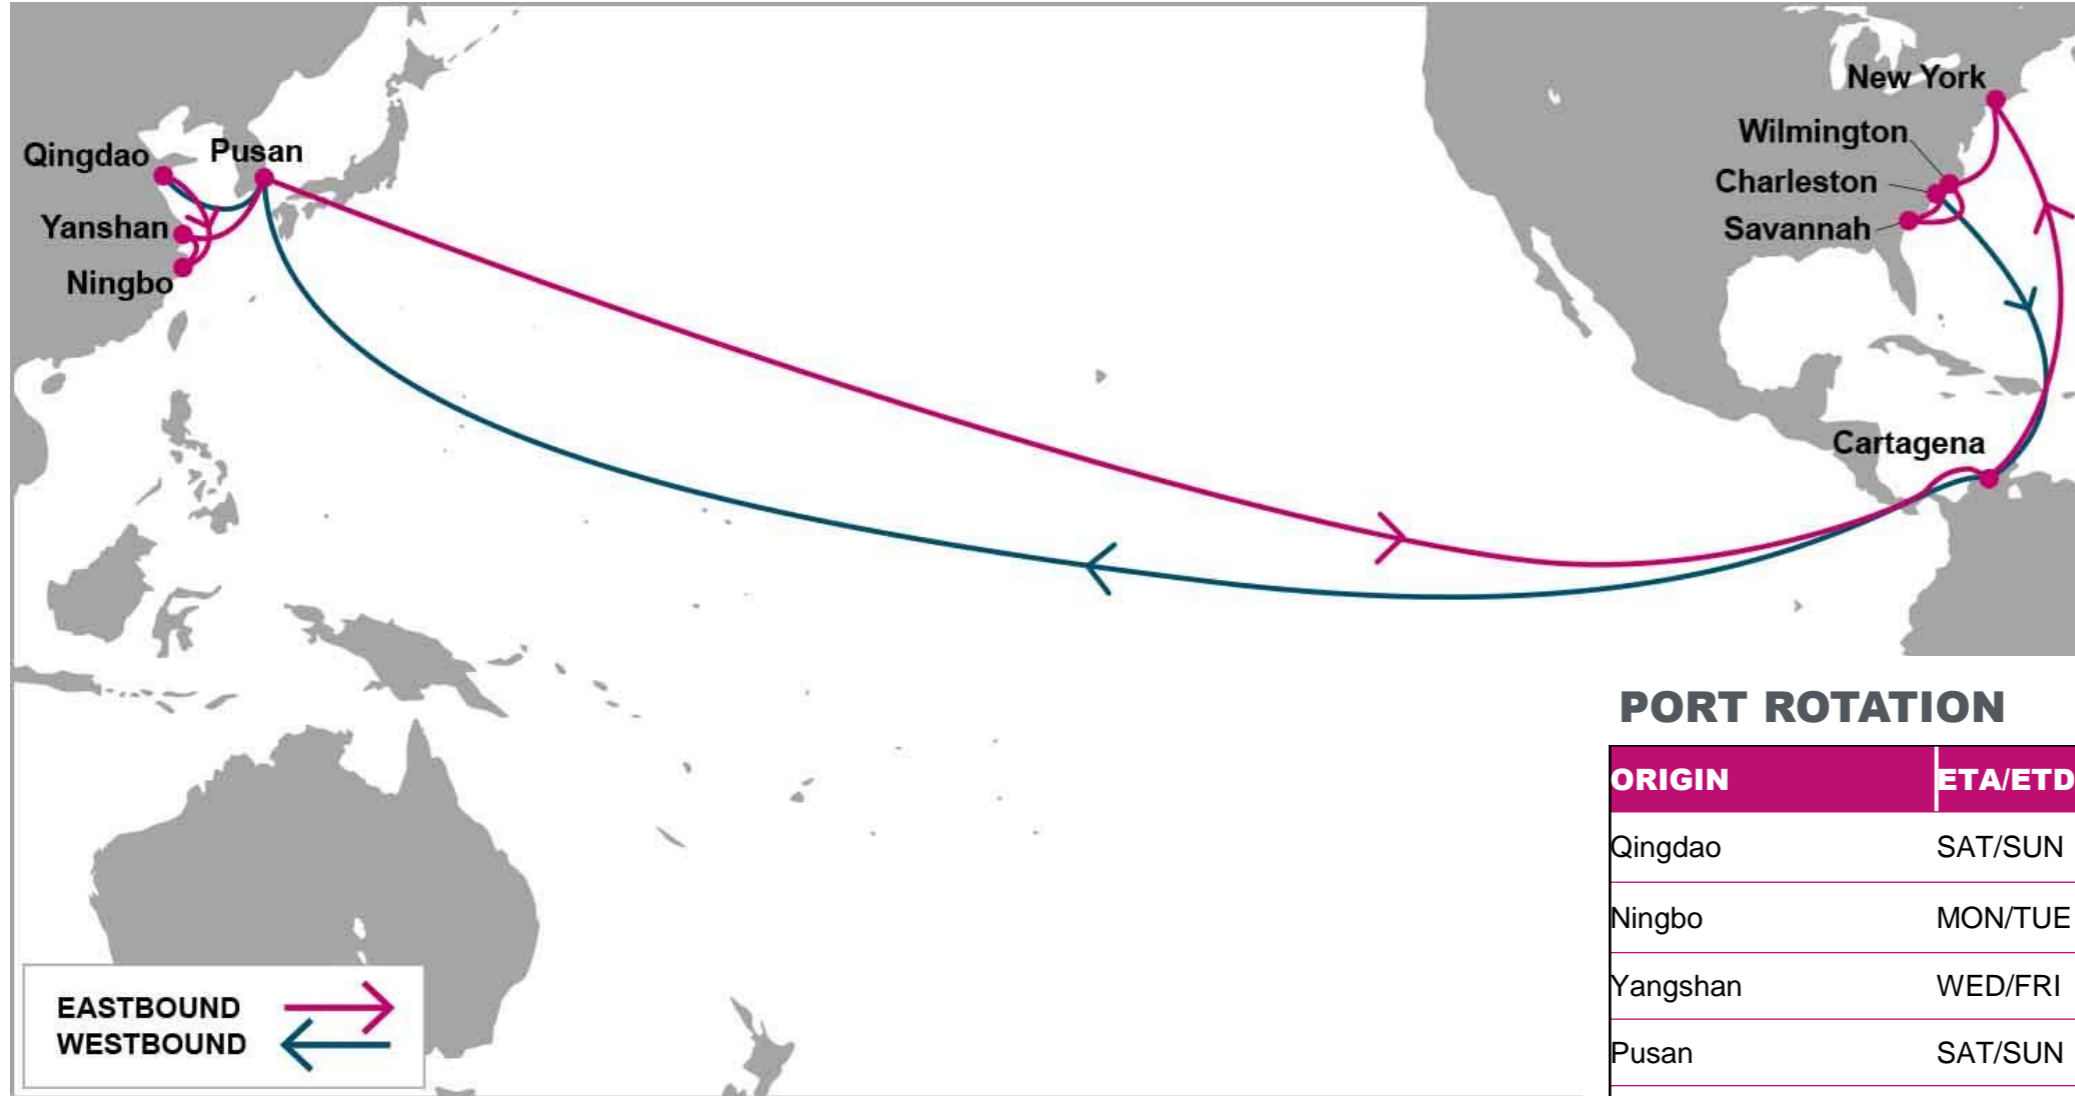 New York
Wilmington
Qingdao
Pusan
Charleston
Yanshan
Savannah
Ningbo
Cartagena
PORT ROTATION
ORIGIN ETA/ETD
Qingdao SAT/SUN
Ningbo MON/TUE
Yangshan WED/FRI
Pusan SAT/SUN
EASTBOUND
WESTBOUND